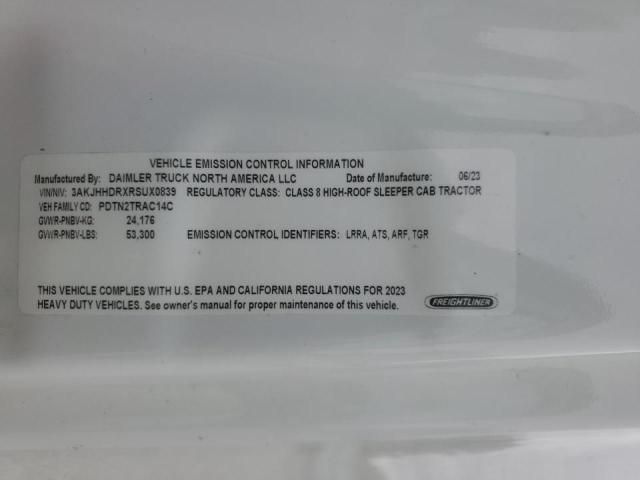 VEHICLE EMISSION CONTROL INFORMATION
Manufactured By: DAIMLER TRUCK NORTH AMERICA LLC Date of Manufacture: 06/23
VIN/NIV: 3AKJHHDRXRSUX0839 REGULATORY CLASS: CLASS 8 HIGH-ROOF SLEEPER CAB TRACTOR
VEH FAMILY CD: PDTN2TRAC14C
GVWR-PNBV-KG: 24,176
GVWR-PNBV-LBS: 53,300 EMISSION CONTROL IDENTIFIERS: LRRA, ATS, ARF, TGR
THIS VEHICLE COMPLIES WITH U.S. EPA AND CALIFORNIA REGULATIONS FOR 2023
HEAVY DUTY VEHICLES. See owner's manual for proper maintenance of this vehicle.
FREIGHTLINER